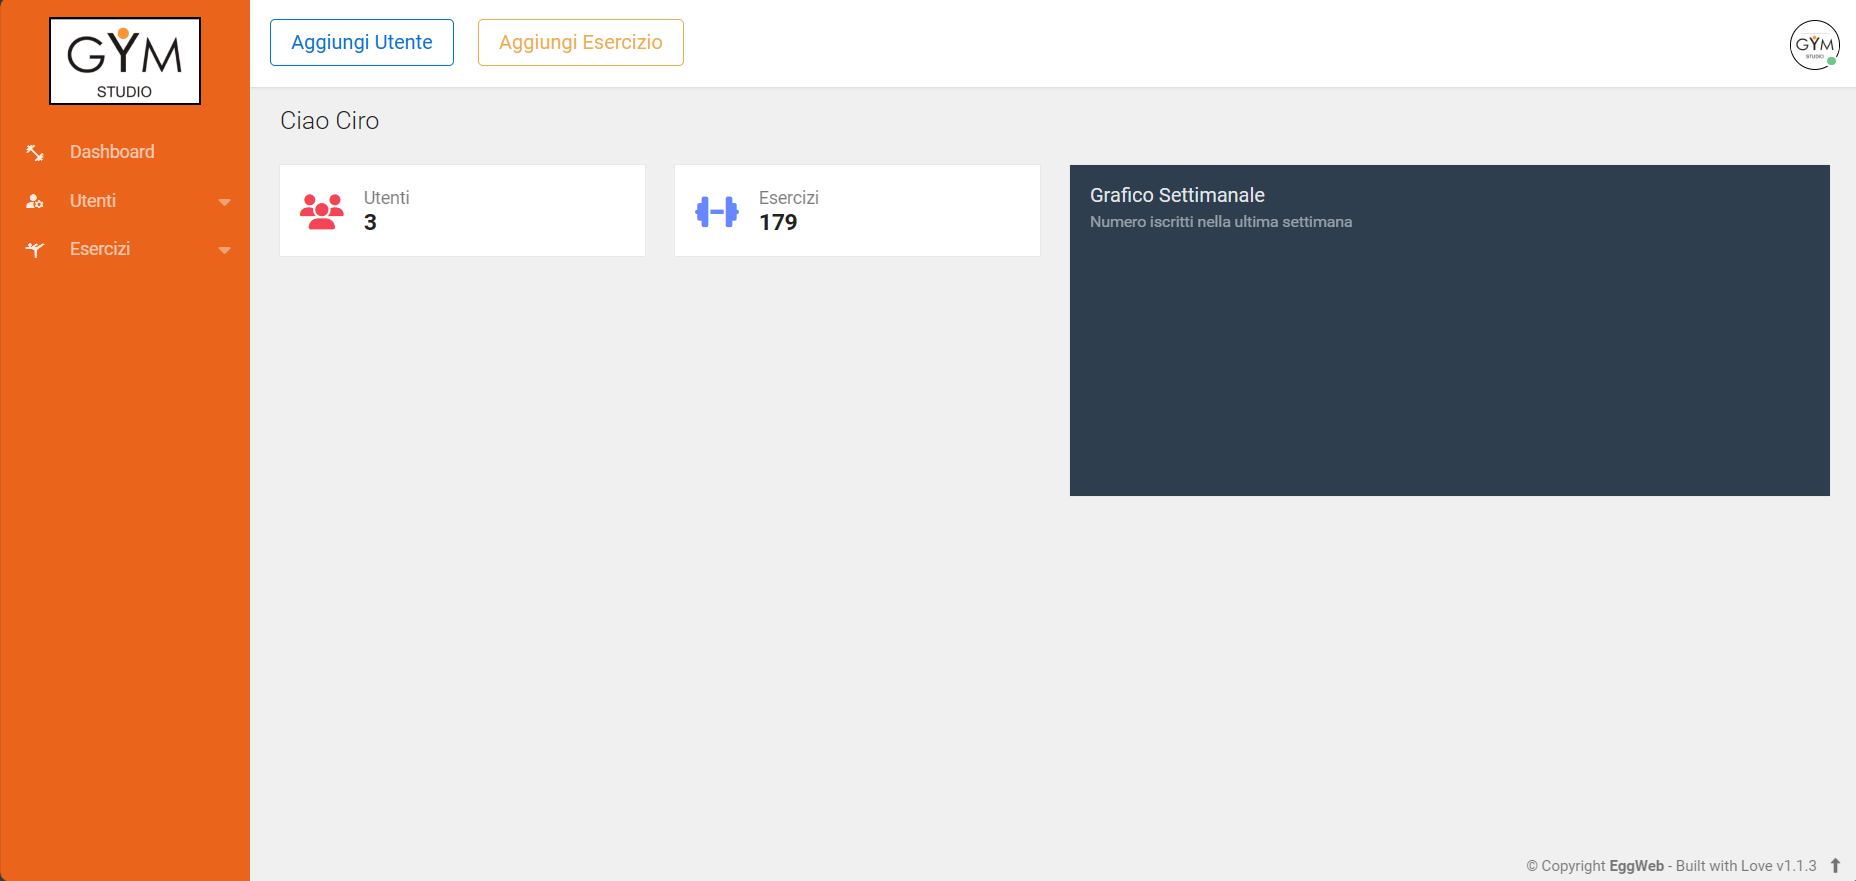 GYM
STUDIO
Dashboard
Utenti
Esercizi
Aggiungi Utente
Aggiungi Esercizio
GYM
STUDIO
Ciao Ciro
Utenti
3
Esercizi
179
Grafico Settimanale
Numero iscritti nella ultima settimana
© Copyright EggWeb - Built with Love v1.1.3